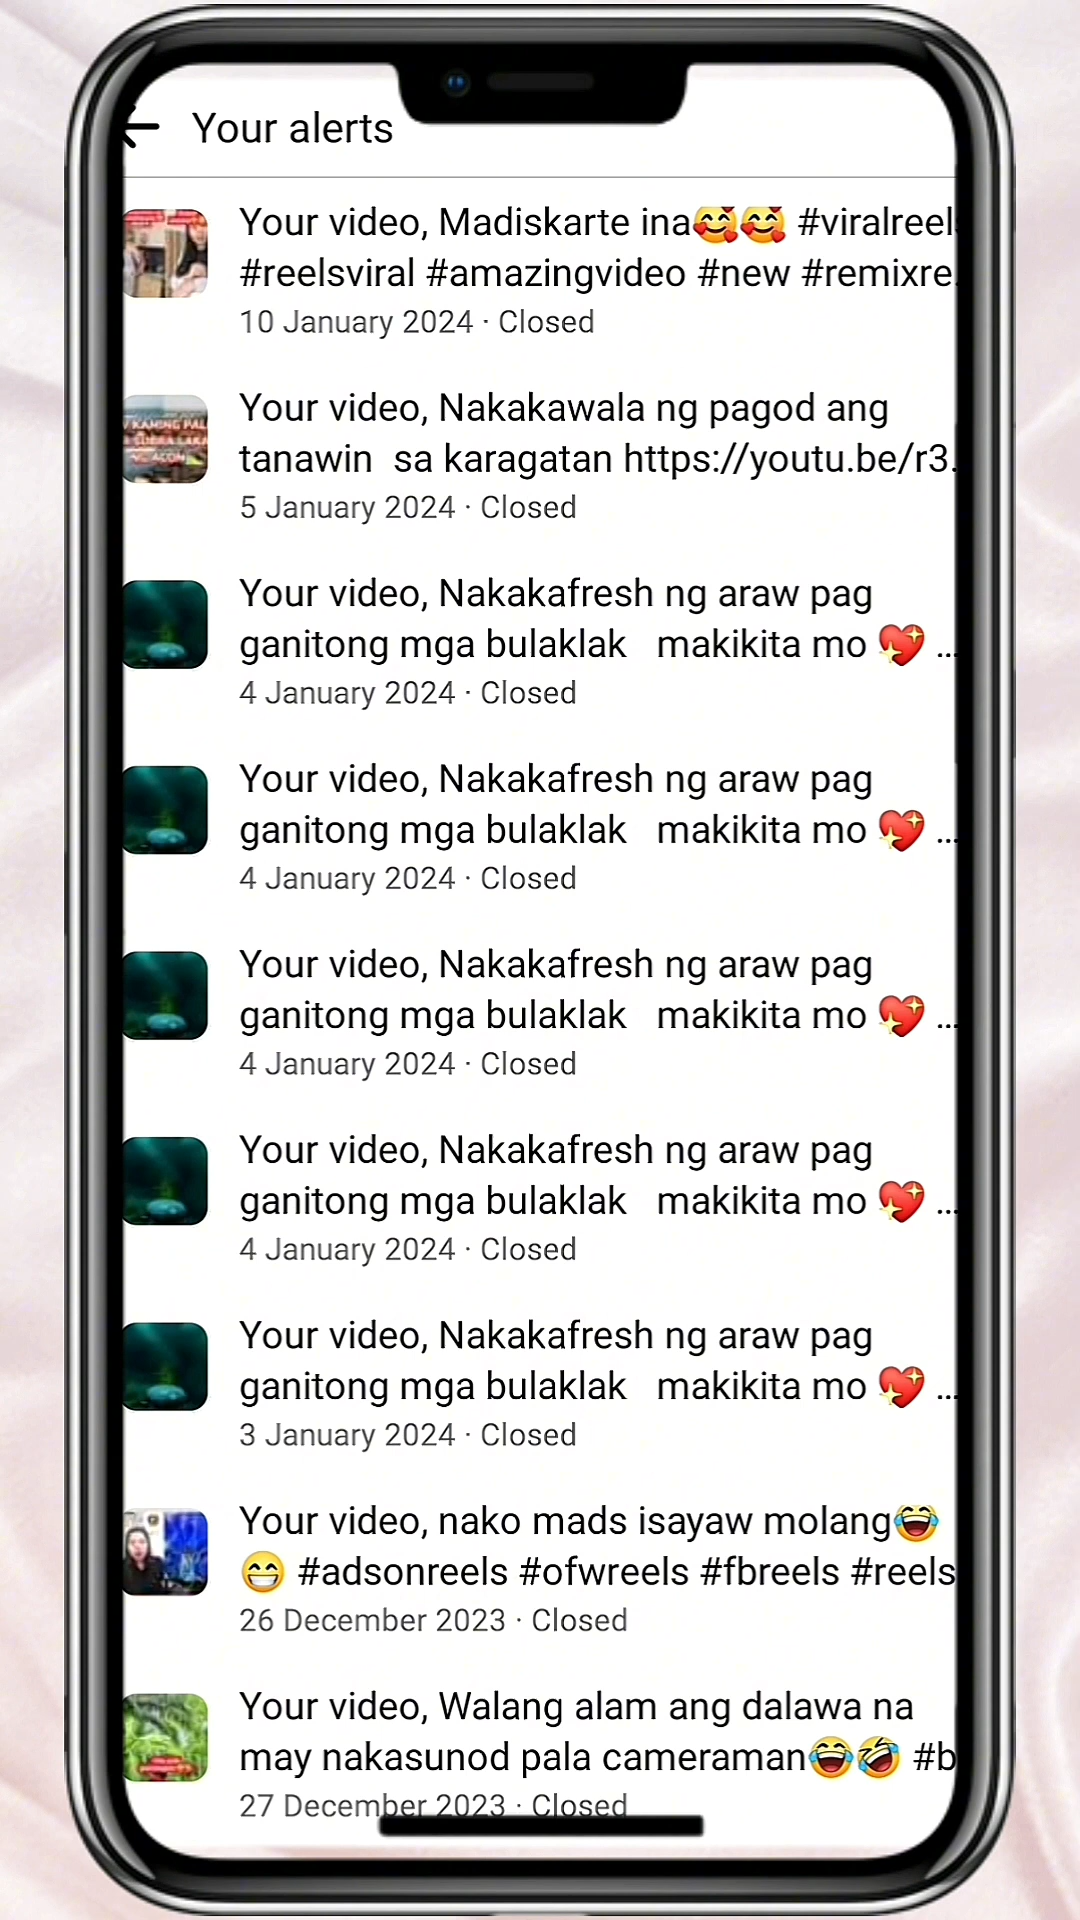 Your alerts
Your video, Madiskarte ina🥰🥰 #viralreels
#reelsviral #amazingvideo #new #remixre...
10 January 2024 · Closed
Your video, Nakakawala ng pagod ang
tanawin  sa karagatan https://youtu.be/r3...
5 January 2024 · Closed
Your video, Nakakafresh ng araw pag
ganitong mga bulaklak   makikita mo 💖 ...
4 January 2024 · Closed
Your video, Nakakafresh ng araw pag
ganitong mga bulaklak   makikita mo 💖 ...
4 January 2024 · Closed
Your video, Nakakafresh ng araw pag
ganitong mga bulaklak   makikita mo 💖 ...
4 January 2024 · Closed
Your video, Nakakafresh ng araw pag
ganitong mga bulaklak   makikita mo 💖 ...
4 January 2024 · Closed
Your video, Nakakafresh ng araw pag
ganitong mga bulaklak   makikita mo 💖 ...
3 January 2024 · Closed
Your video, nako mads isayaw molang😂
😁 #adsonreels #ofwreels #fbreels #reels
26 December 2023 · Closed
Your video, Walang alam ang dalawa na
may nakasunod pala cameraman😂🤣 #b
27 December 2023 · Closed